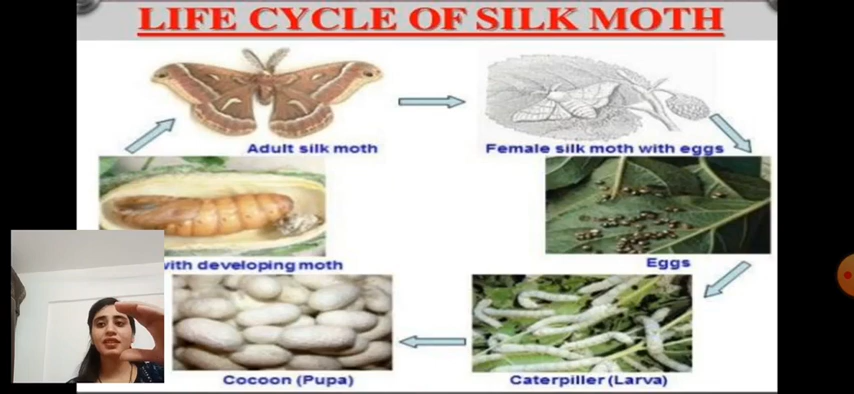 LIFE CYCLE OF SILK MOTH
Adult silk moth
Female silk moth with eggs
with developing moth
Eggs
Cocoon (Pupa)
Caterpiller (Larva)